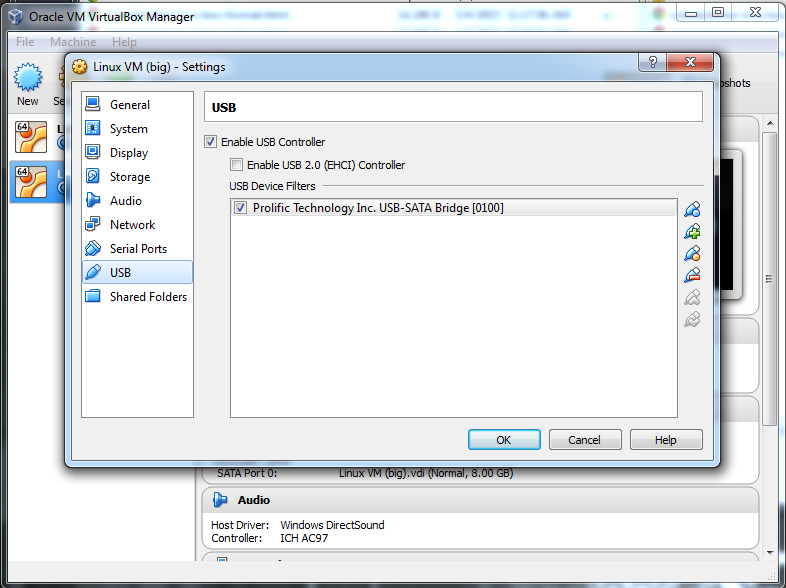 Oracle VM VirtualBox Manager
File Machine Help
New
Linux VM (big) - Settings
General
System
Display
Storage
Audio
Network
Serial Ports
USB
Shared Folders
USB
Enable USB Controller
Enable USB 2.0 (EHCI) Controller
USB Device Filters
Prolific Technology Inc. USB-SATA Bridge [0100]
OK Cancel Help
64
64
SATA Port 0: Linux VM (big).vdi (Normal, 8.00 GB)
Audio
Host Driver: Windows DirectSound
Controller: ICH AC97